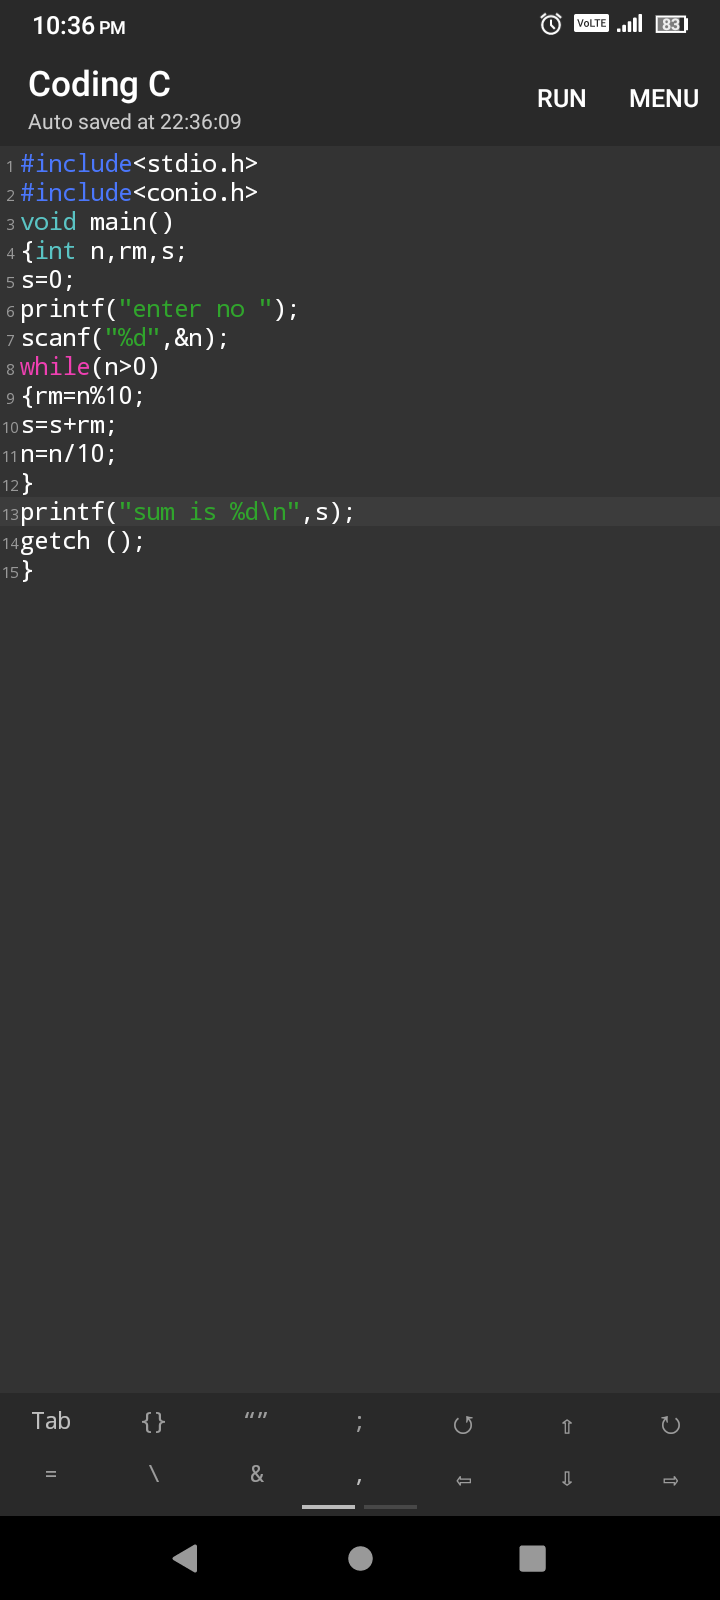 10:36 PM VoLTE 83
Coding C
RUN MENU
Auto saved at 22:36:09
1 #include<stdio.h>
2 #include<conio.h>
3 void main()
4 {int n,rm,s;
5 s=0;
6 printf("enter no ");
7 scanf("%d",&n);
8 while(n>0)
9 {rm=n%10;
10 s=s+rm;
11 n=n/10;
12 }
13 printf("sum is %d\n",s);
14 getch ();
15 }
Tab {} “” ; ↺ ⇧ ↻
= \ & , ⇦ ⇩ ⇨